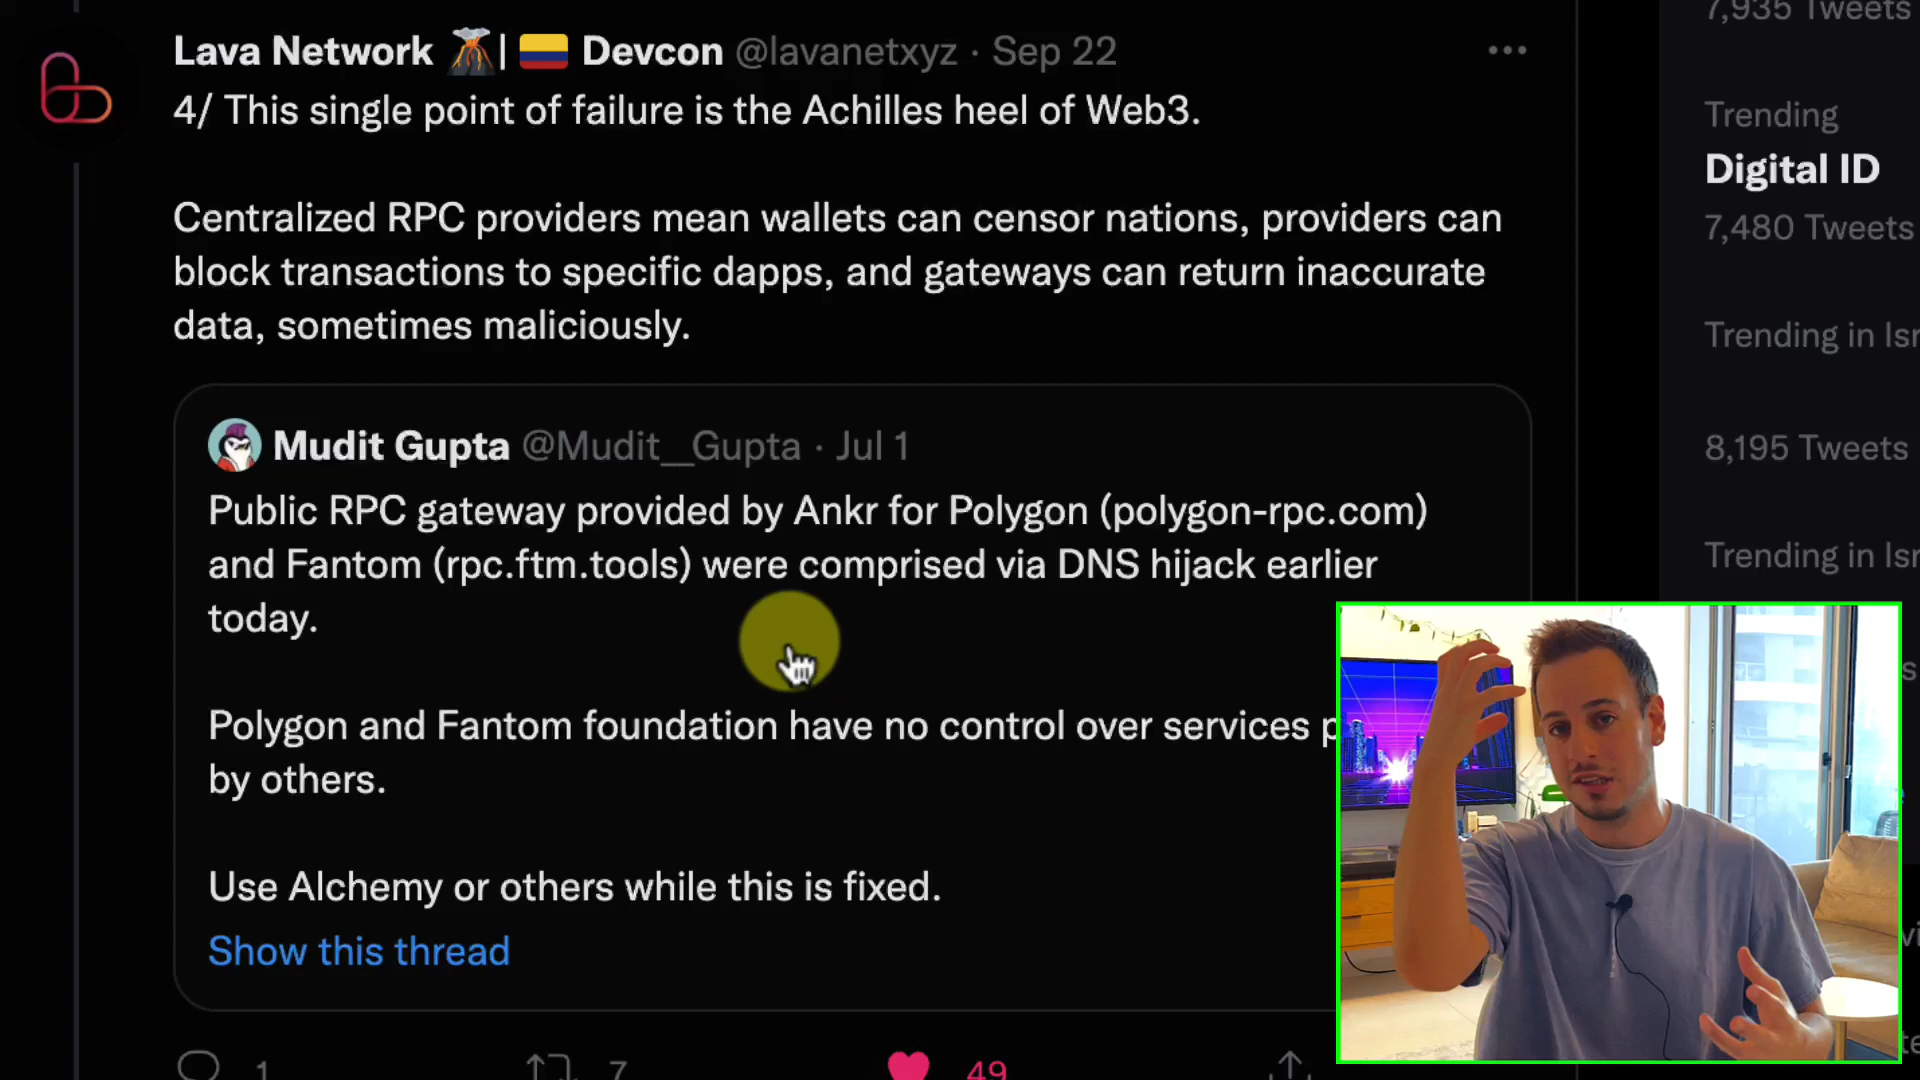 7,935 Tweets
Lava Network 🌋| 🇨🇴 Devcon @lavanetxyz · Sep 22
4/ This single point of failure is the Achilles heel of Web3.
Trending
Digital ID
7,480 Tweets
Centralized RPC providers mean wallets can censor nations, providers can
block transactions to specific dapps, and gateways can return inaccurate
data, sometimes maliciously.
Trending in Isr
8,195 Tweets
Mudit Gupta @Mudit__Gupta · Jul 1
Public RPC gateway provided by Ankr for Polygon (polygon-rpc.com)
and Fantom (rpc.ftm.tools) were comprised via DNS hijack earlier
today.
Trending in Isr
Polygon and Fantom foundation have no control over services p
by others.
Use Alchemy or others while this is fixed.
Show this thread
1 7 49